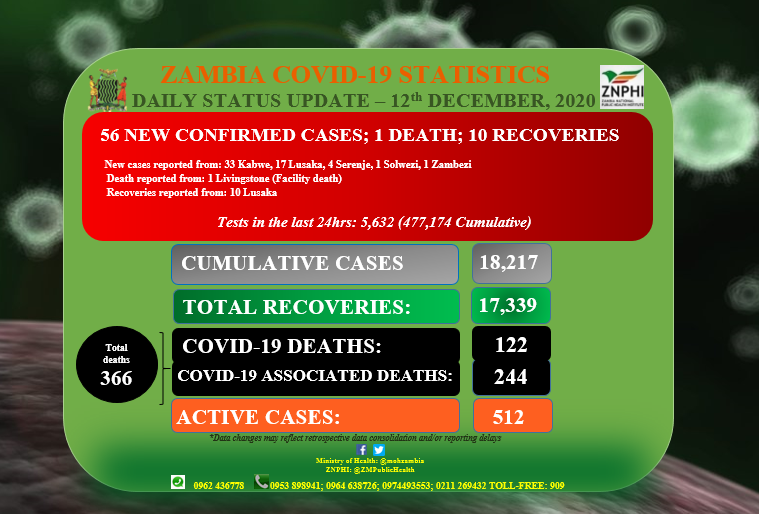 ZAMBIA COVID-19 STATISTICS
ZNPHI
ZAMBIA NATIONAL
PUBLIC HEALTH INSTITUTE
DAILY STATUS UPDATE – 12th DECEMBER, 2020
56 NEW CONFIRMED CASES; 1 DEATH; 10 RECOVERIES
New cases reported from: 33 Kabwe, 17 Lusaka, 4 Serenje, 1 Solwezi, 1 Zambezi
Death reported from: 1 Livingstone (Facility death)
Recoveries reported from: 10 Lusaka
Tests in the last 24hrs: 5,632 (477,174 Cumulative)
CUMULATIVE CASES 18,217
TOTAL RECOVERIES: 17,339
Total
deaths
366
COVID-19 DEATHS: 122
COVID-19 ASSOCIATED DEATHS: 244
ACTIVE CASES: 512
*Data changes may reflect retrospective data consolidation and/or reporting delays
Ministry of Health: @mohzambia
ZNPHI: @ZMPublicHealth
0962 436778 0953 898941; 0964 638726; 0974493553; 0211 269432 TOLL-FREE: 909